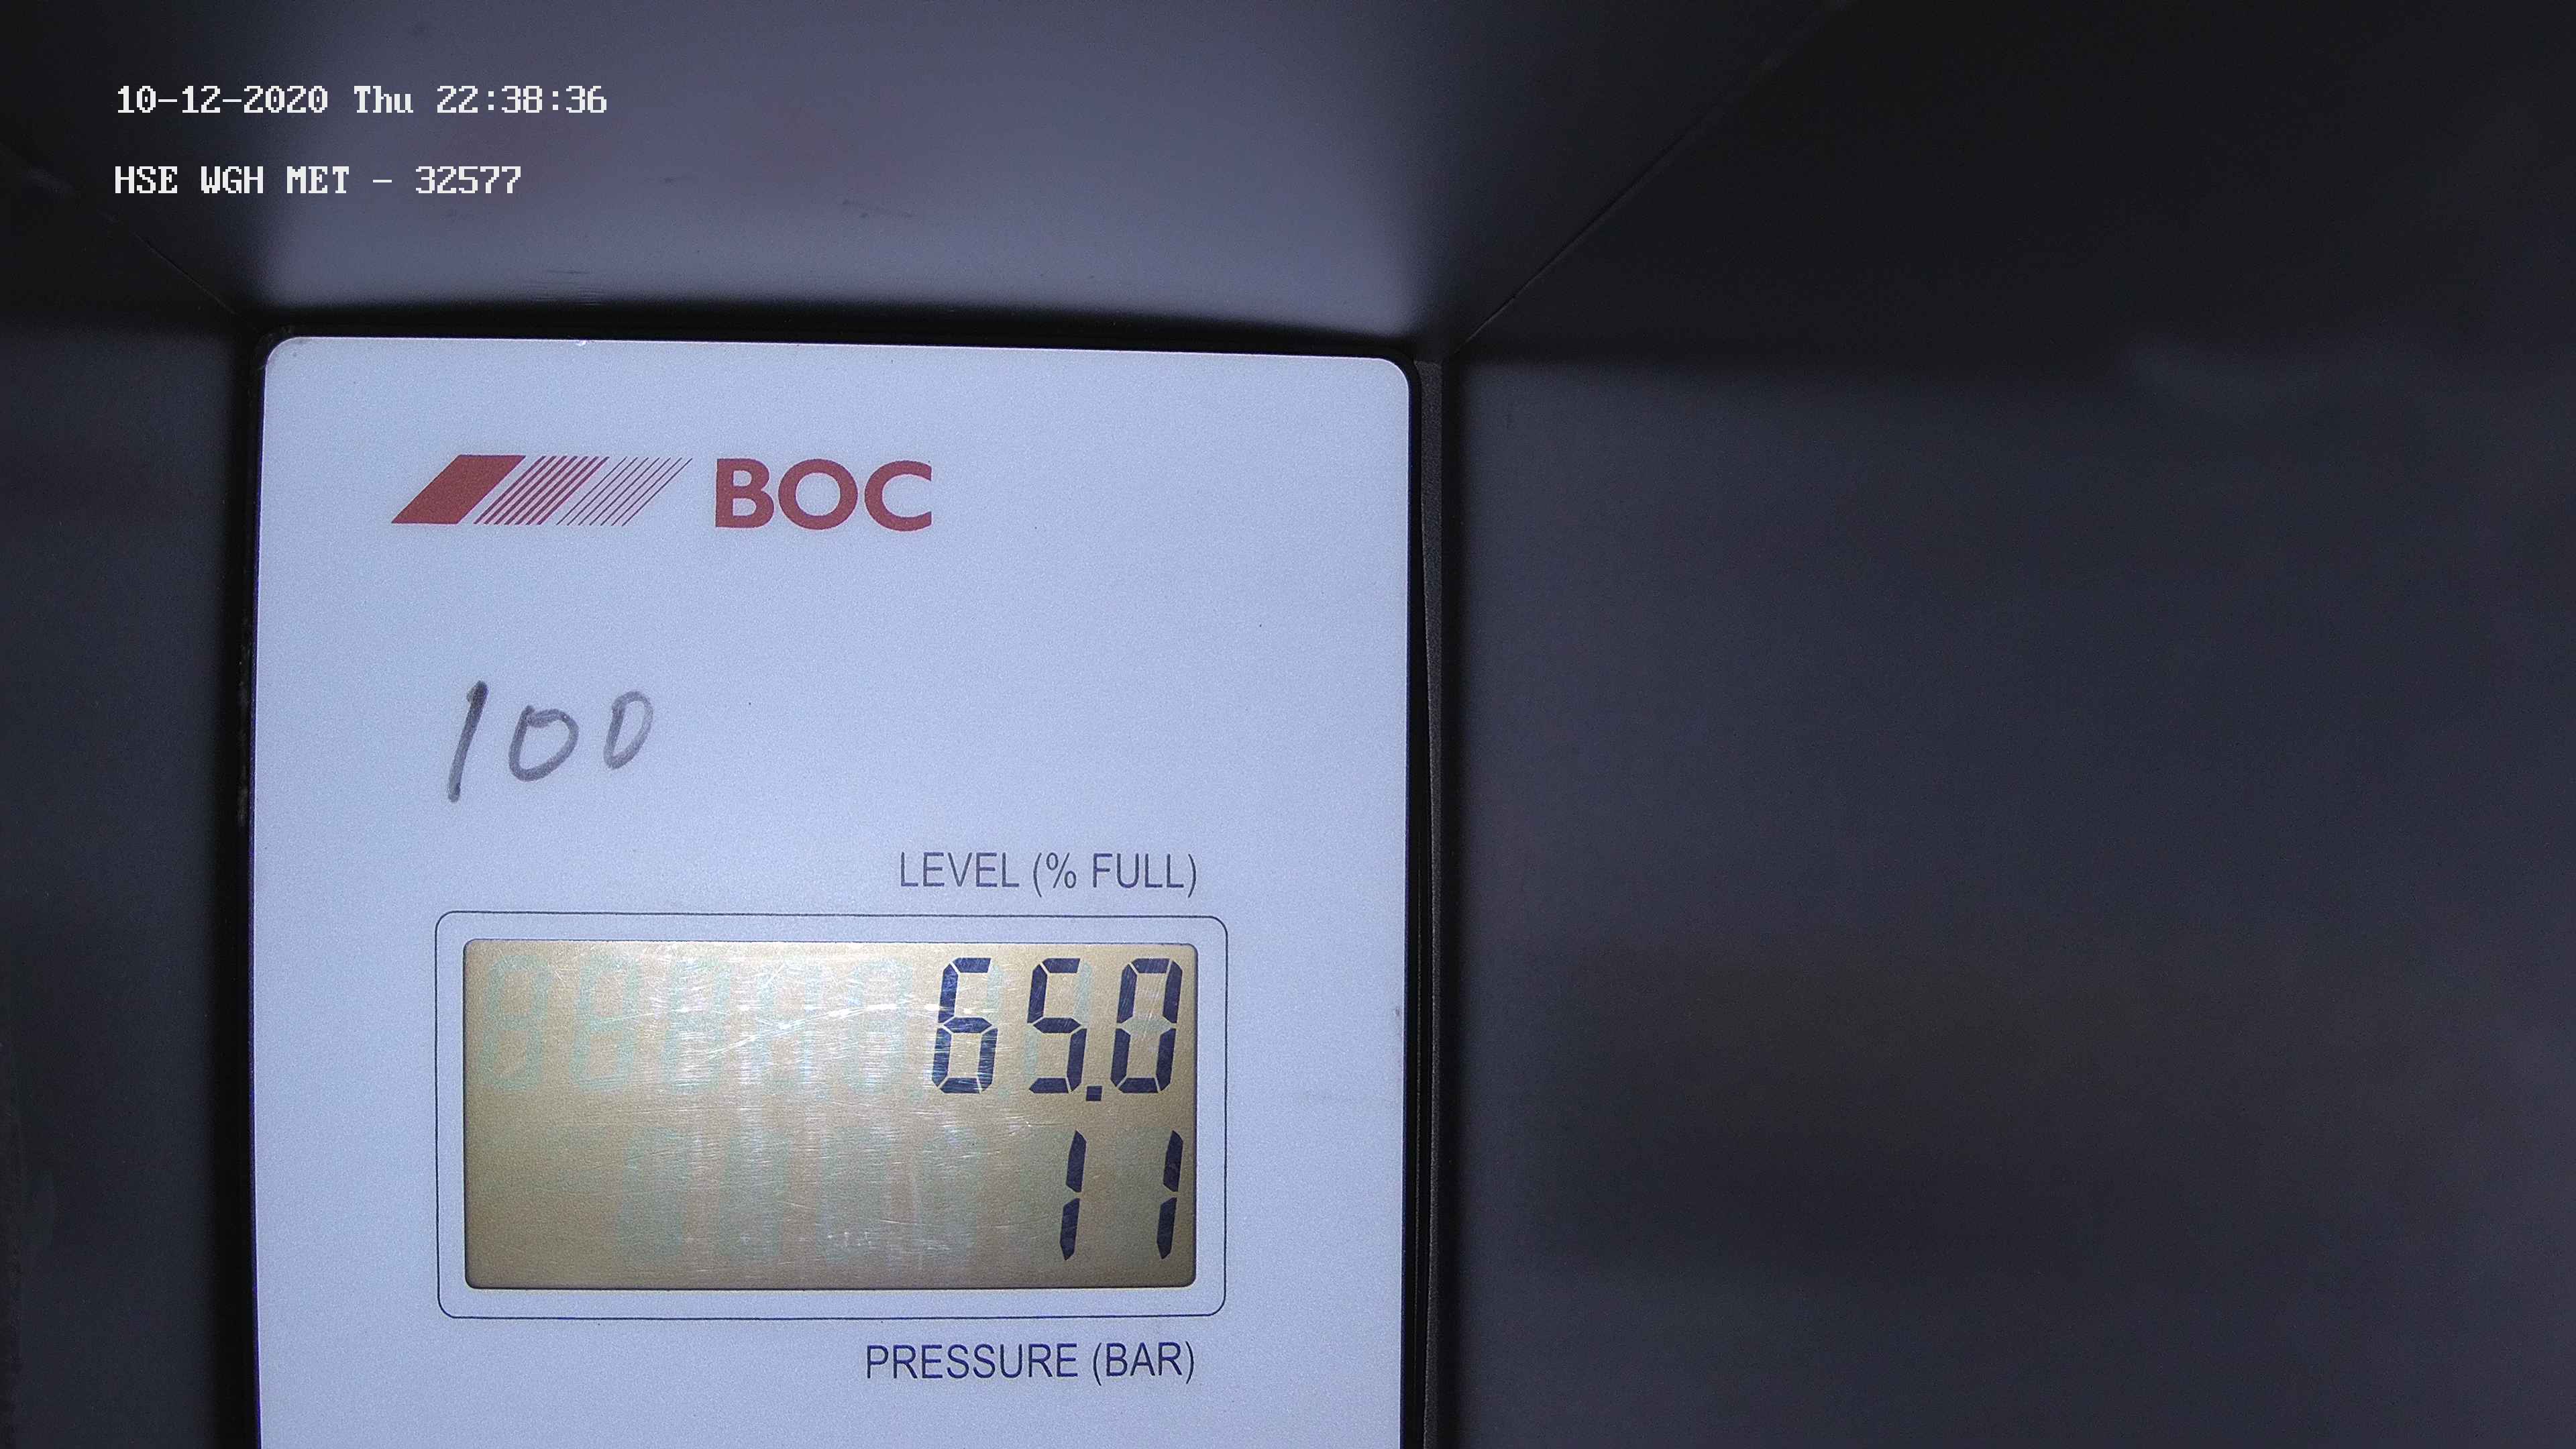 10-12-2020 Thu 22:38:36
HSE WGH MET - 32577
BOC
100
LEVEL (% FULL)
65.0
11
PRESSURE (BAR)